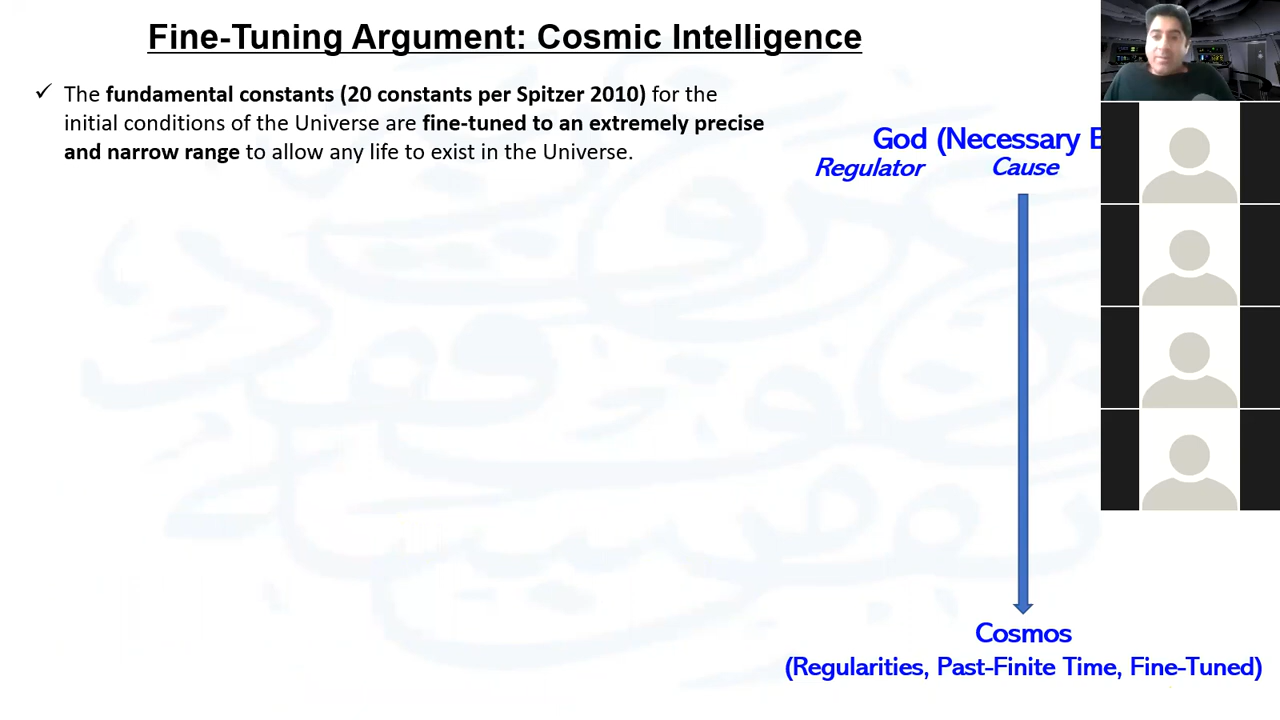 Fine-Tuning Argument: Cosmic Intelligence
✓ The fundamental constants (20 constants per Spitzer 2010) for the
initial conditions of the Universe are fine-tuned to an extremely precise
and narrow range to allow any life to exist in the Universe.
God (Necessary
Regulator Cause
Cosmos
(Regularities, Past-Finite Time, Fine-Tuned)